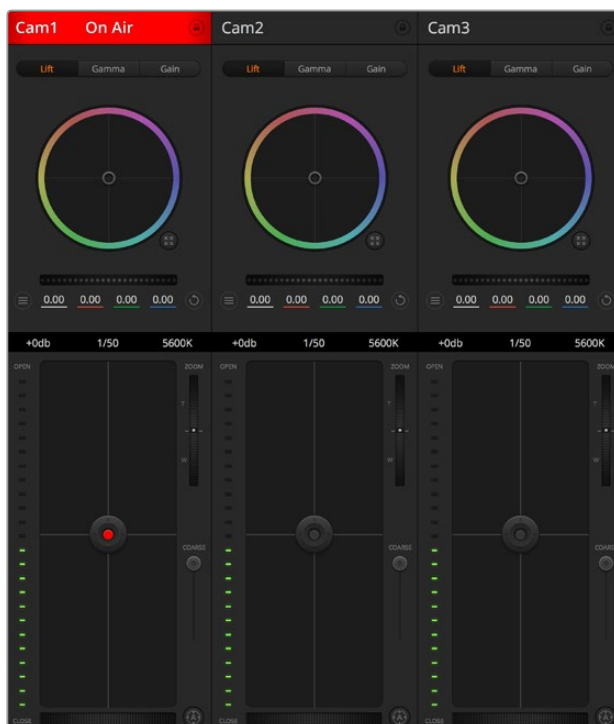 Cam1 On Air Cam2 Cam3
Lift Gamma Gain Lift Gamma Gain Lift Gamma Gain
0.00 0.00 0.00 0.00 0.00 0.00 0.00 0.00 0.00 0.00 0.00 0.00
+0db 1/50 5600K +0db 1/50 5600K +0db 1/50 5600K
OPEN ZOOM OPEN ZOOM OPEN ZOOM
T T T
W W W
COARSE COARSE COARSE
CLOSE CLOSE CLOSE